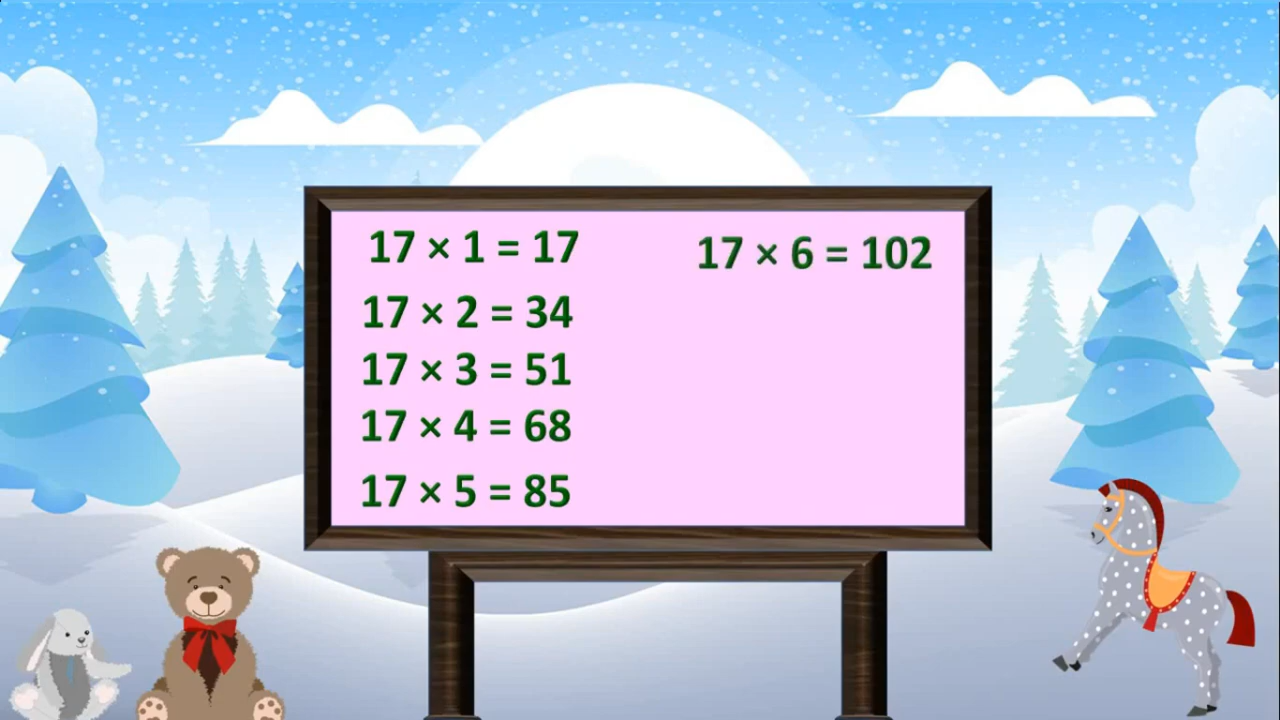 17 × 1 = 17
17 × 2 = 34
17 × 3 = 51
17 × 4 = 68
17 × 5 = 85
17 × 6 = 102